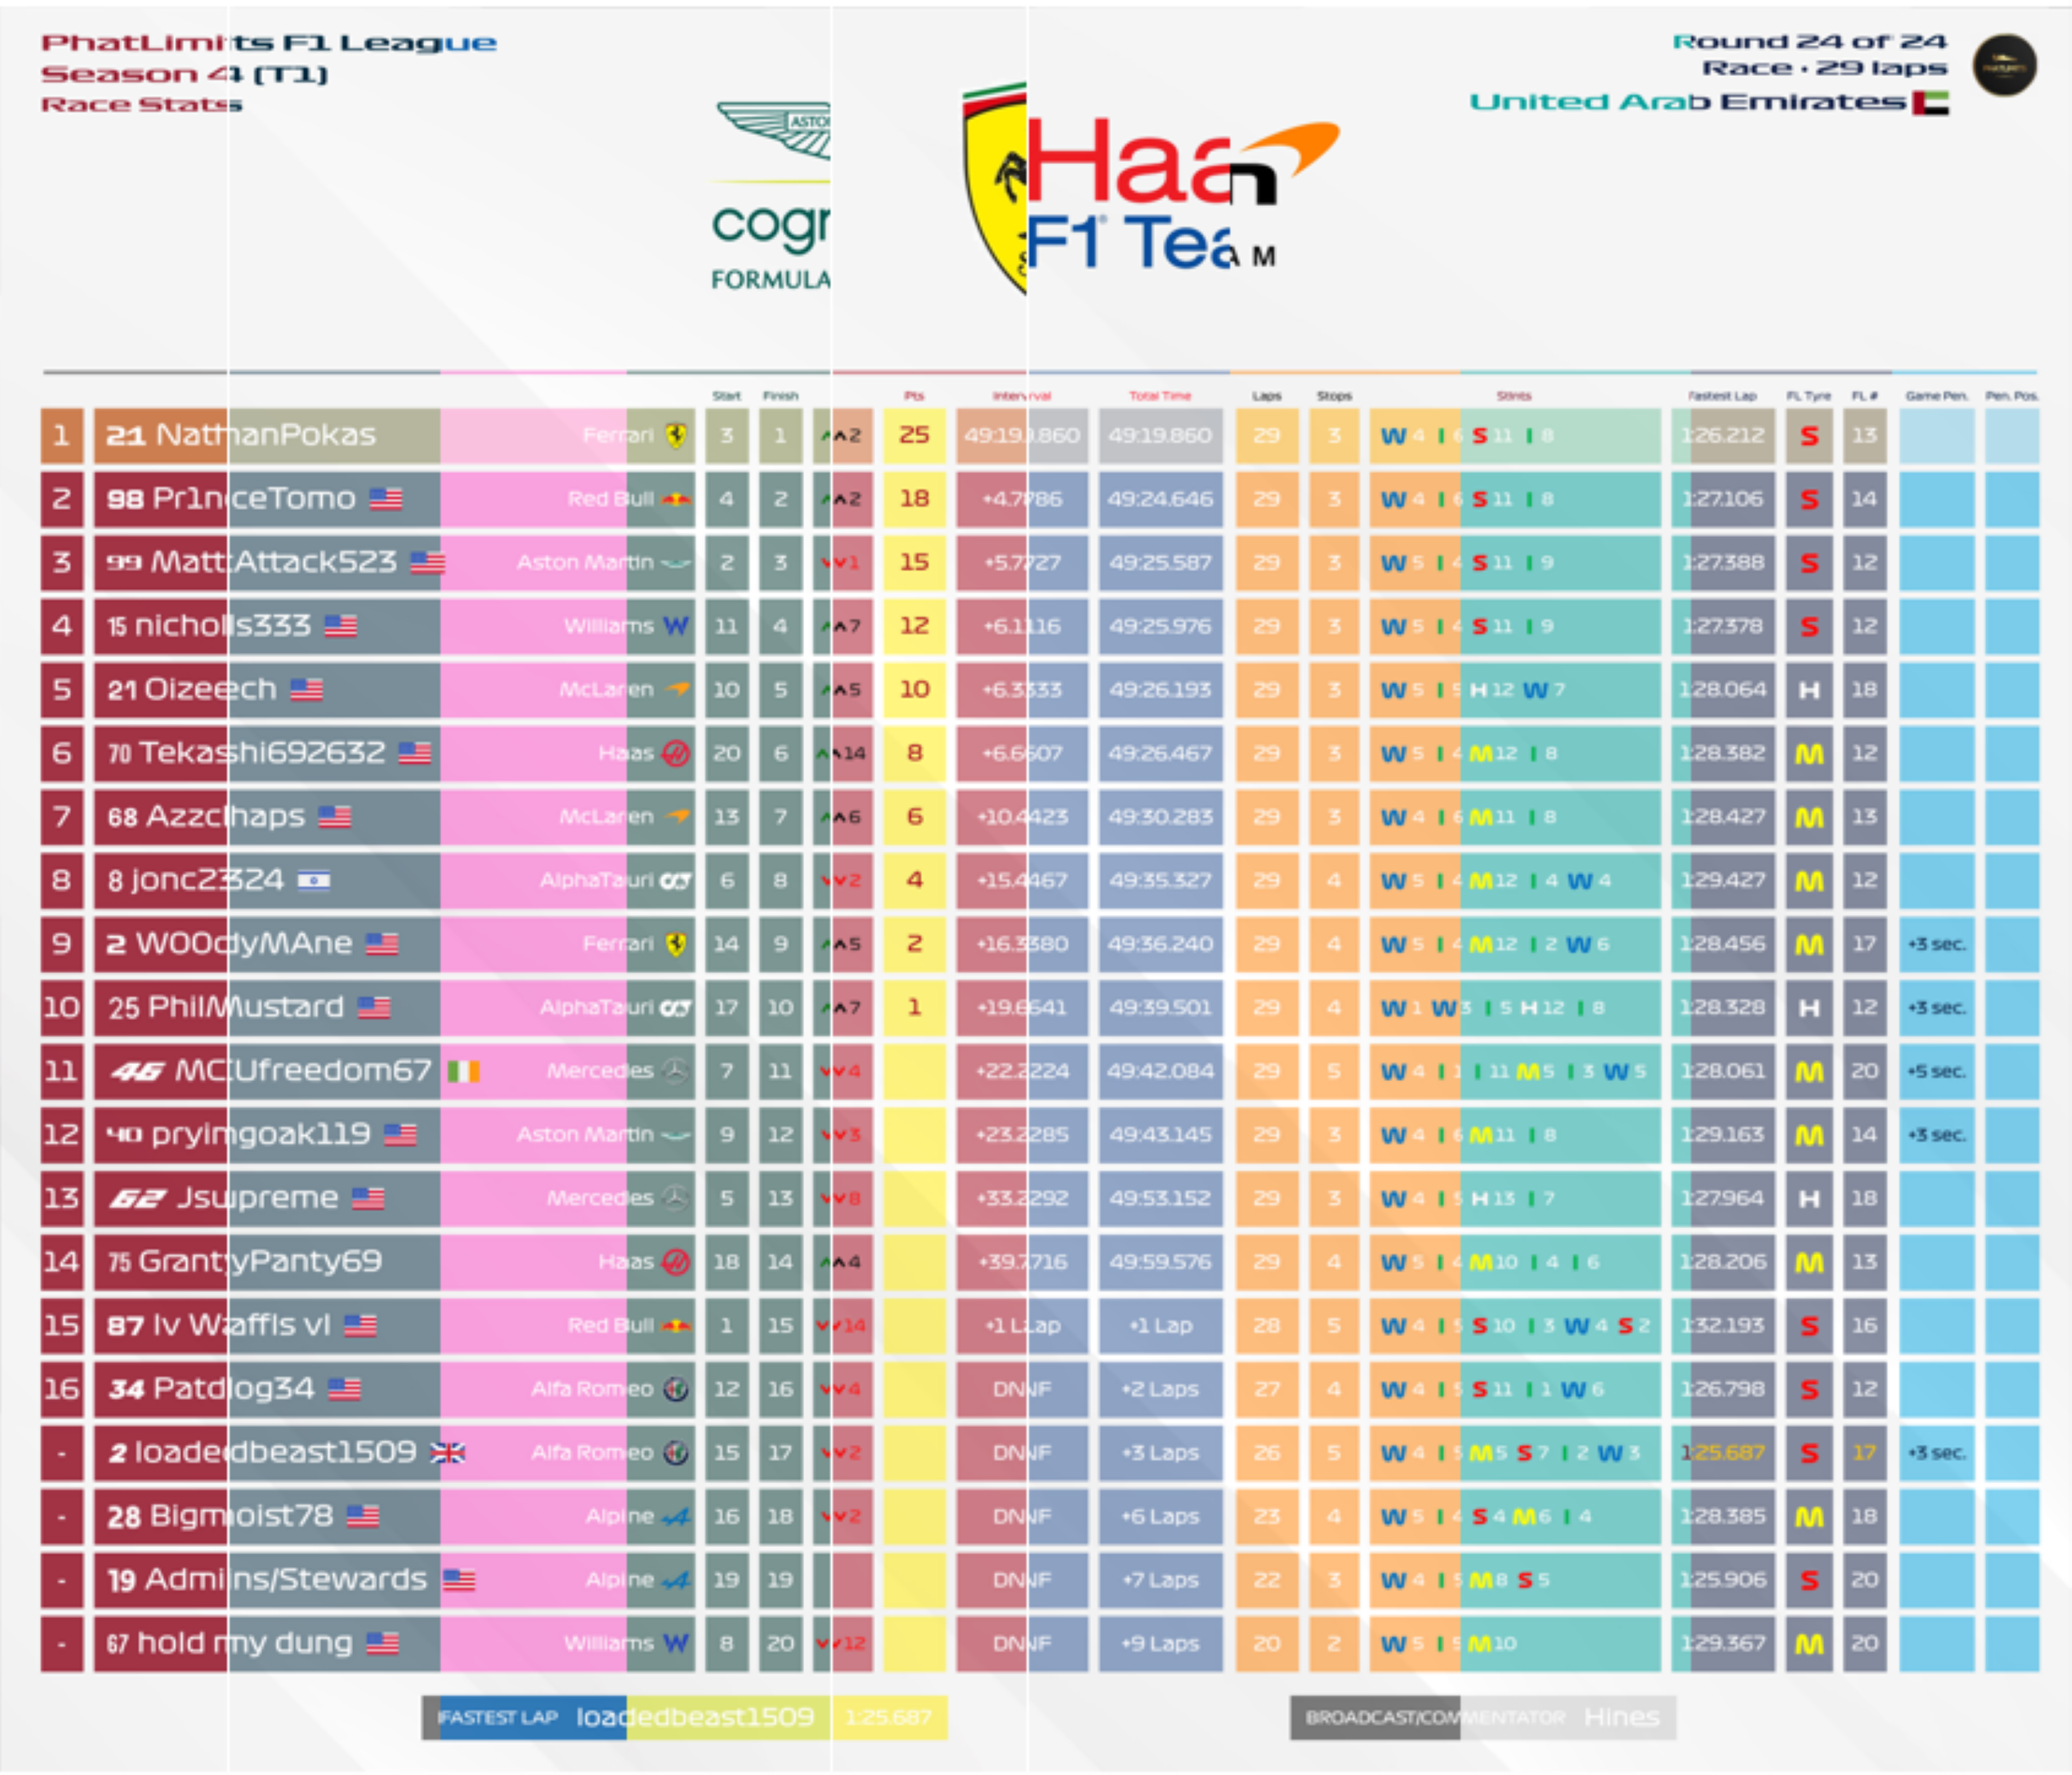 PhatLimits F1 League
Season 4 (T1)
Race Stats
Round 24 of 24
Race · 29 laps
United Arab Emirates
ASTO
cogn
FORMULA
Haa n
F1 Tea A M
Start Finish Pts Interval Total Time Laps Stops Stints Fastest Lap FL Tyre FL # Game Pen. Pen. Pos.
1 21 NathanPokas Ferrari 3 1 2 25 49:19.860 49:19.860 29 3 W 4 I 6 S 11 I 8 1:26.212 S 13
2 98 Pr1nceTomo Red Bull 4 2 2 18 +4.786 49:24.646 29 3 W 4 I 6 S 11 I 8 1:27.106 S 14
3 99 MattAttack523 Aston Martin 2 3 1 15 +5.727 49:25.587 29 3 W 5 I 4 S 11 I 9 1:27.388 S 12
4 15 nicholls333 Williams 11 4 7 12 +6.116 49:25.976 29 3 W 5 I 4 S 11 I 9 1:27.378 S 12
5 21 Oizeech McLaren 10 5 5 10 +6.333 49:26.193 29 3 W 5 I 5 H 12 W 7 1:28.064 H 18
6 70 Tekashi692632 Haas 20 6 14 8 +6.607 49:26.467 29 3 W 5 I 4 M 12 I 8 1:28.382 M 12
7 68 Azzchaps McLaren 13 7 6 6 +10.423 49:30.283 29 3 W 4 I 6 M 11 I 8 1:28.427 M 13
8 8 jonc2324 AlphaTauri 6 8 2 4 +15.467 49:35.327 29 4 W 5 I 4 M 12 I 4 W 4 1:29.427 M 12
9 2 W00dyMAne Ferrari 14 9 5 2 +16.380 49:36.240 29 4 W 5 I 4 M 12 I 2 W 6 1:28.456 M 17 +3 sec.
10 25 PhilMustard AlphaTauri 17 10 7 1 +19.641 49:39.501 29 4 W 1 W 3 I 5 H 12 I 8 1:28.328 H 12 +3 sec.
11 46 MCUfreedom67 Mercedes 7 11 4 +22.224 49:42.084 29 5 W 4 I 1 I 11 M 5 I 3 W 5 1:28.061 M 20 +5 sec.
12 40 pryingoak119 Aston Martin 9 12 3 +23.285 49:43.145 29 3 W 4 I 6 M 11 I 8 1:29.163 M 14 +3 sec.
13 62 Jsupreme Mercedes 5 13 8 +33.292 49:53.152 29 3 W 4 I 5 H 13 I 7 1:27.964 H 18
14 75 GrantyPanty69 Haas 18 14 4 +39.716 49:59.576 29 4 W 5 I 4 M 10 I 4 I 6 1:28.206 M 13
15 87 lv Waffls vl Red Bull 1 15 14 +1 Lap +1 Lap 28 5 W 4 I 5 S 10 I 3 W 4 S 2 1:32.193 S 16
16 34 Patdog34 Alfa Romeo 12 16 4 DNF +2 Laps 27 4 W 4 I 5 S 11 I 1 W 6 1:26.798 S 12
- 2 loadedbeast1509 Alfa Romeo 15 17 2 DNF +3 Laps 26 5 W 4 I 5 M 5 S 7 I 2 W 3 1:25.687 S 17 +3 sec.
- 28 Bigmoist78 Alpine 16 18 2 DNF +6 Laps 23 4 W 5 I 4 S 4 M 6 I 4 1:28.385 M 18
- 19 Admins/Stewards Alpine 19 19 DNF +7 Laps 22 3 W 4 I 5 M 8 S 5 1:25.906 S 20
- 67 hold my dung Williams 8 20 12 DNF +9 Laps 20 2 W 5 I 5 M 10 1:29.367 M 20
FASTEST LAP loadedbeast1509 1:25.687
BROADCAST/COMMENTATOR Hines